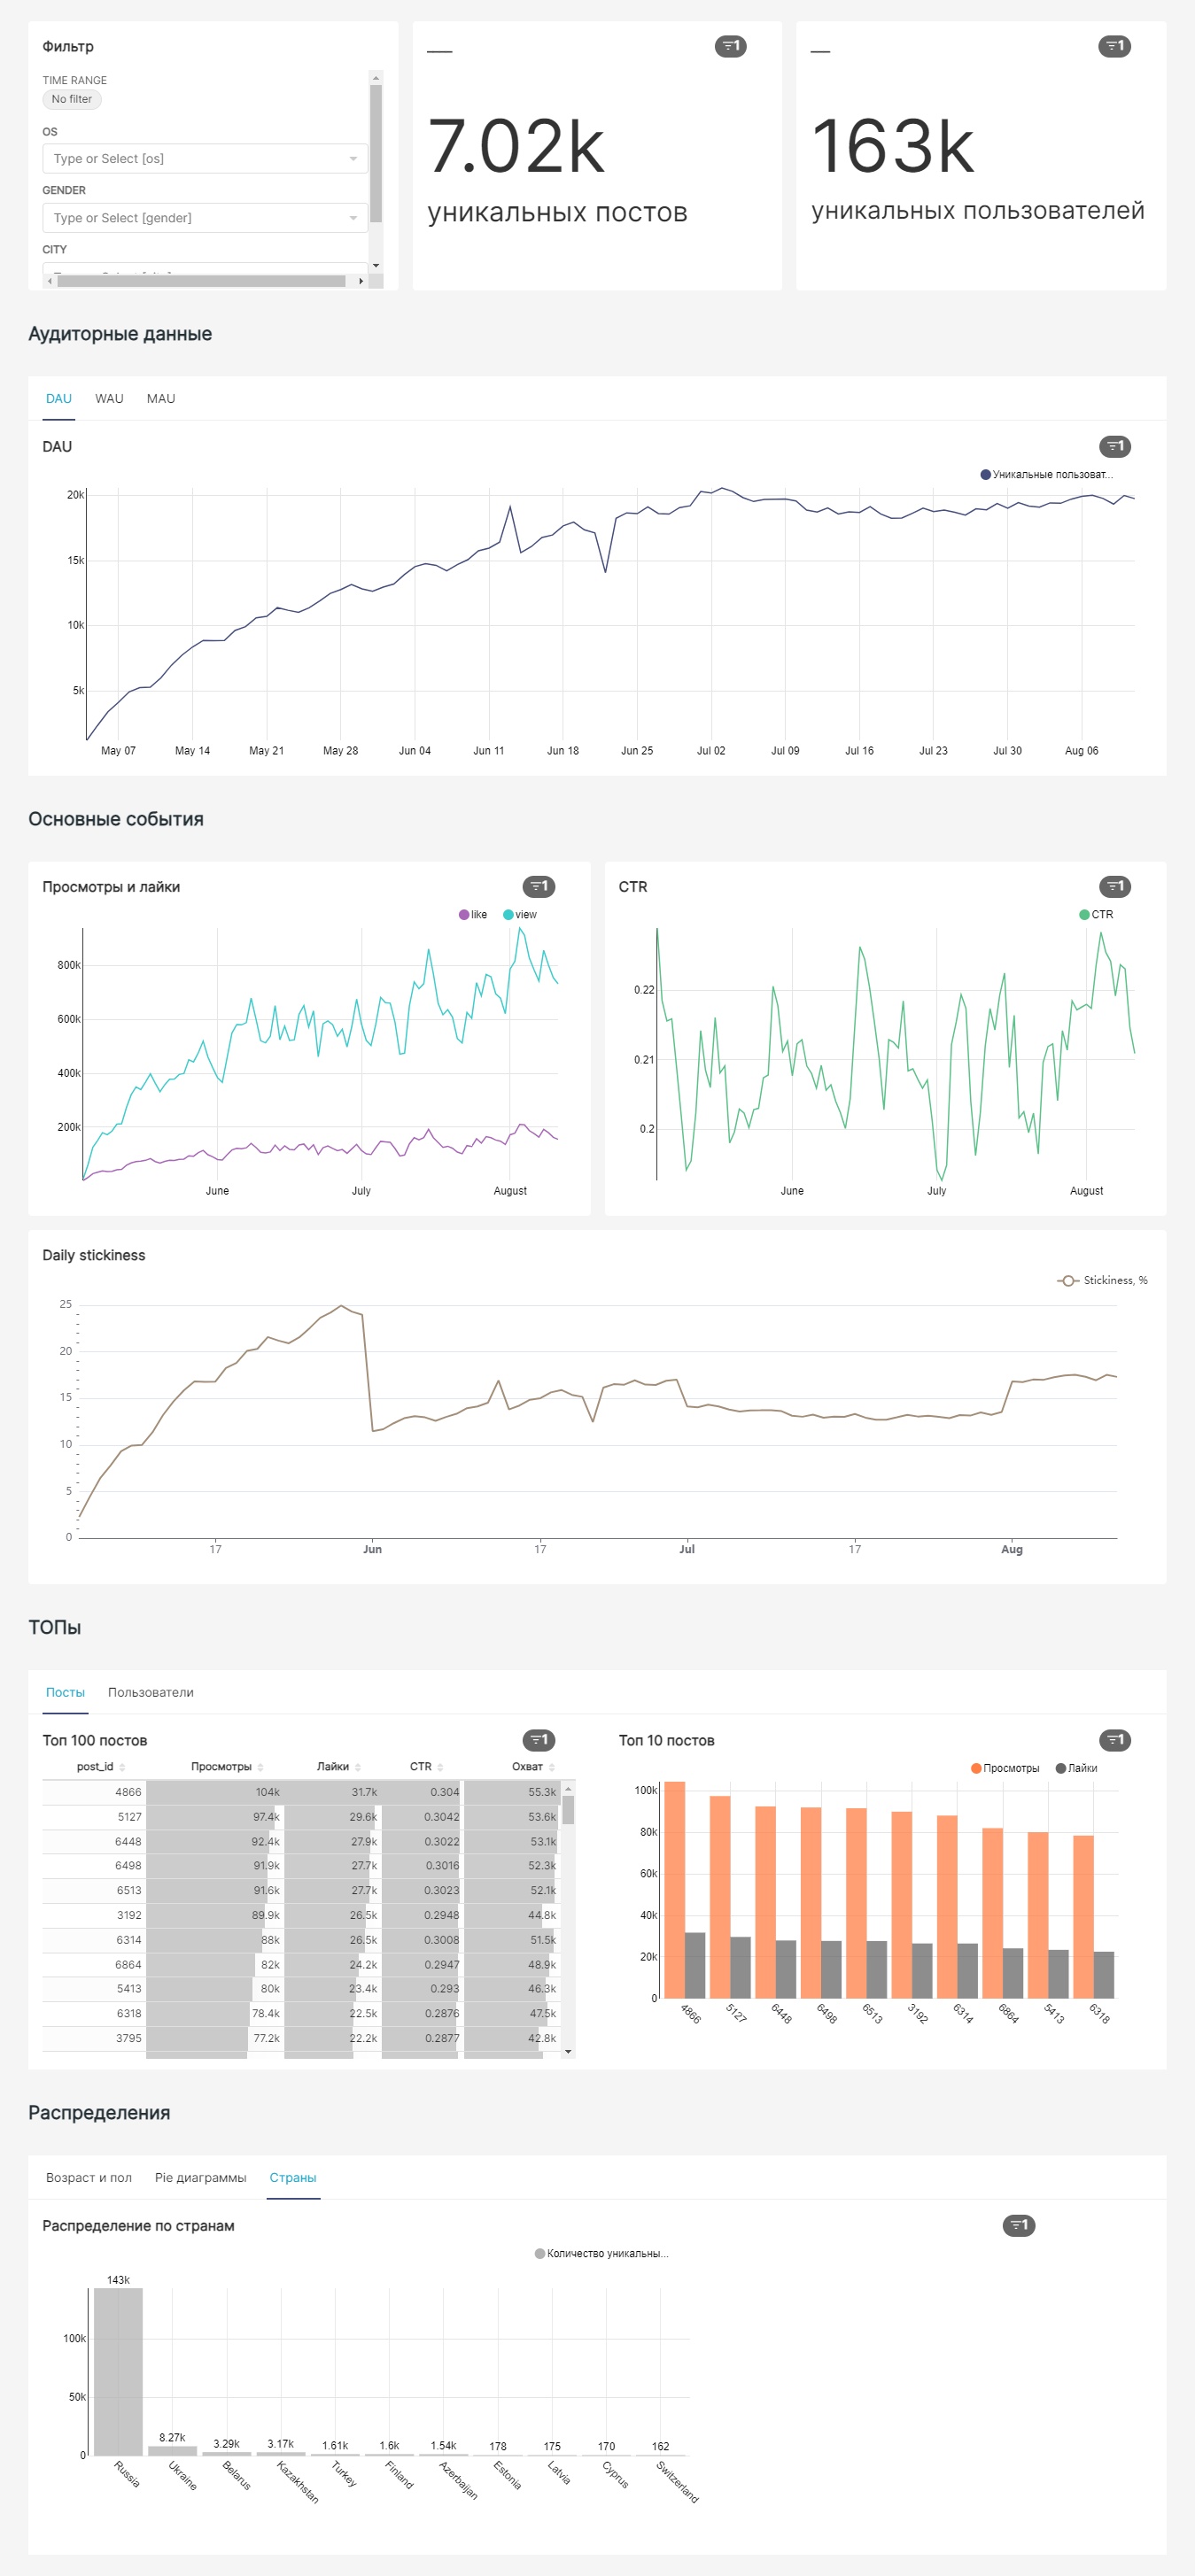 Фильтр
TIME RANGE
No filter
OS
Type or Select [os]
GENDER
Type or Select [gender]
CITY
1
7.02k
уникальных постов
1
163k
уникальных пользователей
Аудиторные данные
DAU WAU MAU
DAU
1
Уникальные пользоват...
20k
15k
10k
5k
May 07 May 14 May 21 May 28 Jun 04 Jun 11 Jun 18 Jun 25 Jul 02 Jul 09 Jul 16 Jul 23 Jul 30 Aug 06
Основные события
Просмотры и лайки
1
like view
800k
600k
400k
200k
June July August
CTR
1
CTR
0.22
0.21
0.2
June July August
Daily stickiness
Stickiness, %
25
20
15
10
5
0
17 Jun 17 Jul 17 Aug
ТОПы
Посты Пользователи
Топ 100 постов
1
post_id Просмотры Лайки CTR Охват
4866 104k 31.7k 0.304 55.3k
5127 97.4k 29.6k 0.3042 53.6k
6448 92.4k 27.9k 0.3022 53.1k
6498 91.9k 27.7k 0.3016 52.3k
6513 91.6k 27.7k 0.3023 52.1k
3192 89.9k 26.5k 0.2948 44.8k
6314 88k 26.5k 0.3008 51.5k
6864 82k 24.2k 0.2947 48.9k
5413 80k 23.4k 0.293 46.3k
6318 78.4k 22.5k 0.2876 47.5k
3795 77.2k 22.2k 0.2877 42.8k
Топ 10 постов
1
Просмотры Лайки
100k
80k
60k
40k
20k
0
4866 5127 6448 6498 6513 3192 6314 6864 5413 6318
Распределения
Возраст и пол Pie диаграммы Страны
Распределение по странам
1
Количество уникальны...
143k
100k
50k
0
8.27k 3.29k 3.17k 1.61k 1.6k 1.54k 178 175 170 162
Russia Ukraine Belarus Kazakhstan Turkey Finland Azerbaijan Estonia Latvia Cyprus Switzerland